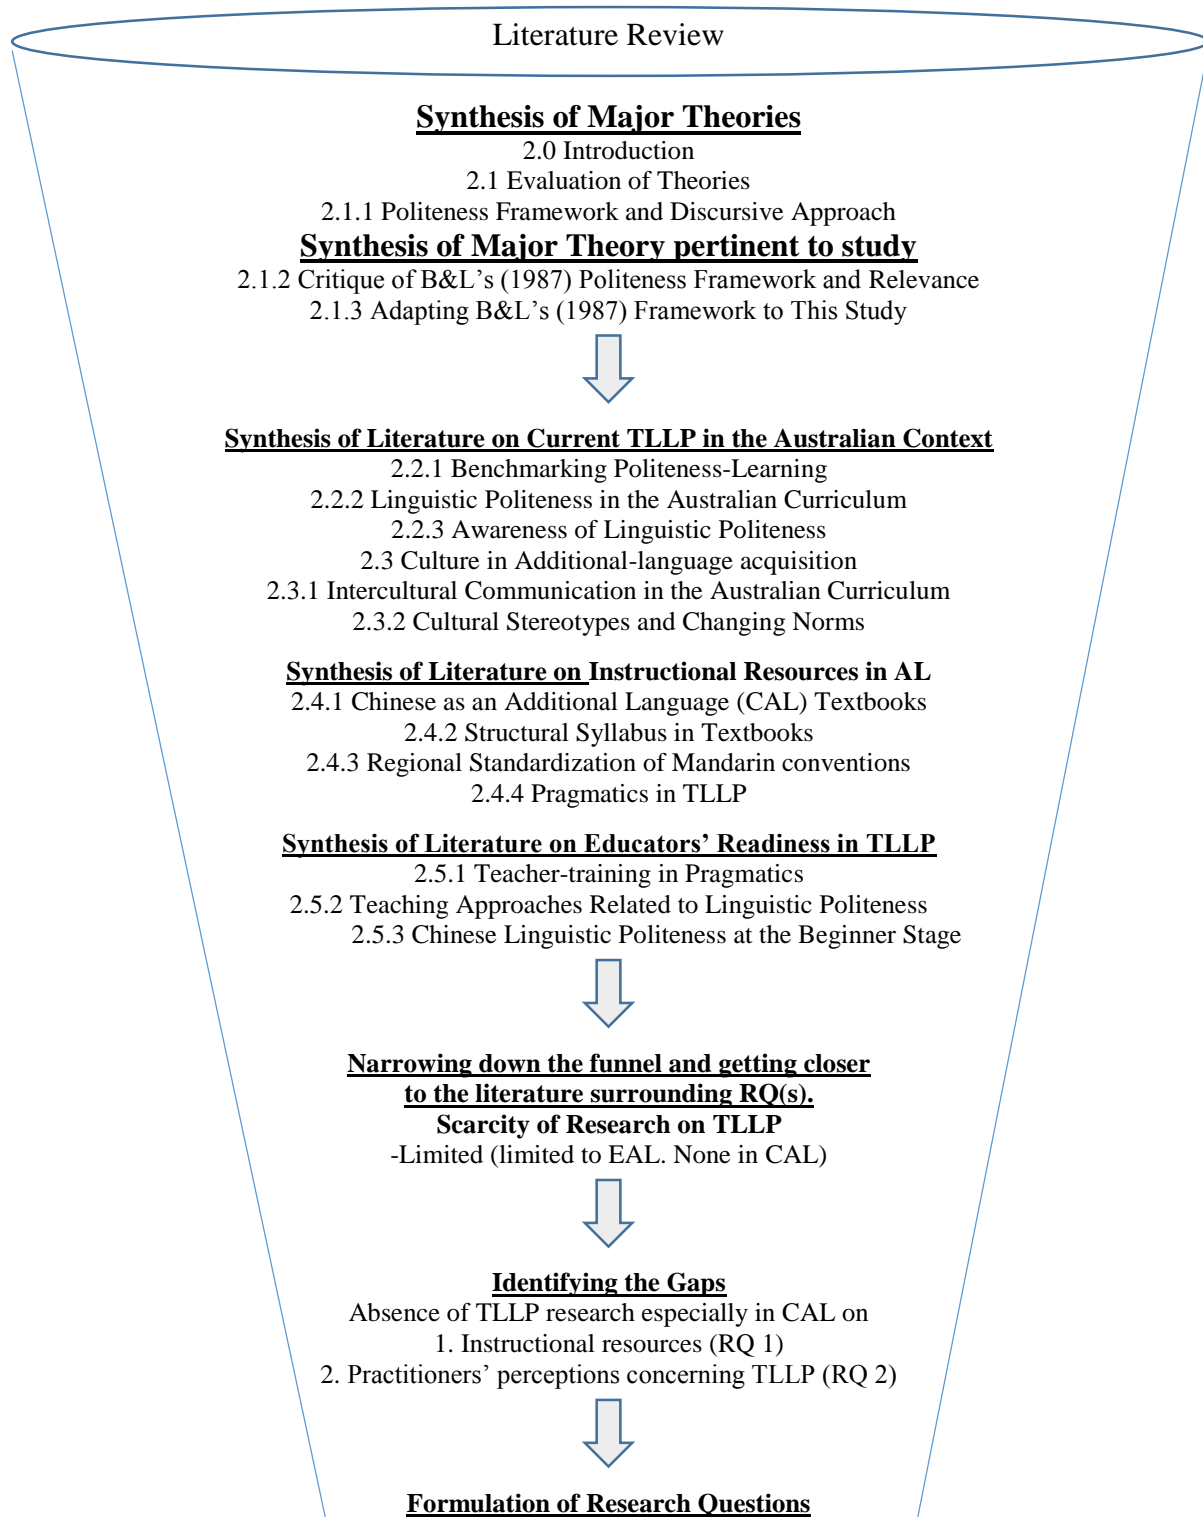 Literature Review
Synthesis of Major Theories
2.0 Introduction
2.1 Evaluation of Theories
2.1.1 Politeness Framework and Discursive Approach
Synthesis of Major Theory pertinent to study
2.1.2 Critique of B&L's (1987) Politeness Framework and Relevance
2.1.3 Adapting B&L's (1987) Framework to This Study
Synthesis of Literature on Current TLLP in the Australian Context
2.2.1 Benchmarking Politeness-Learning
2.2.2 Linguistic Politeness in the Australian Curriculum
2.2.3 Awareness of Linguistic Politeness
2.3 Culture in Additional-language acquisition
2.3.1 Intercultural Communication in the Australian Curriculum
2.3.2 Cultural Stereotypes and Changing Norms
Synthesis of Literature on Instructional Resources in AL
2.4.1 Chinese as an Additional Language (CAL) Textbooks
2.4.2 Structural Syllabus in Textbooks
2.4.3 Regional Standardization of Mandarin conventions
2.4.4 Pragmatics in TLLP
Synthesis of Literature on Educators' Readiness in TLLP
2.5.1 Teacher-training in Pragmatics
2.5.2 Teaching Approaches Related to Linguistic Politeness
2.5.3 Chinese Linguistic Politeness at the Beginner Stage
Narrowing down the funnel and getting closer
to the literature surrounding RQ(s).
Scarcity of Research on TLLP
-Limited (limited to EAL. None in CAL)
Identifying the Gaps
Absence of TLLP research especially in CAL on
1. Instructional resources (RQ 1)
2. Practitioners' perceptions concerning TLLP (RQ 2)
Formulation of Research Questions